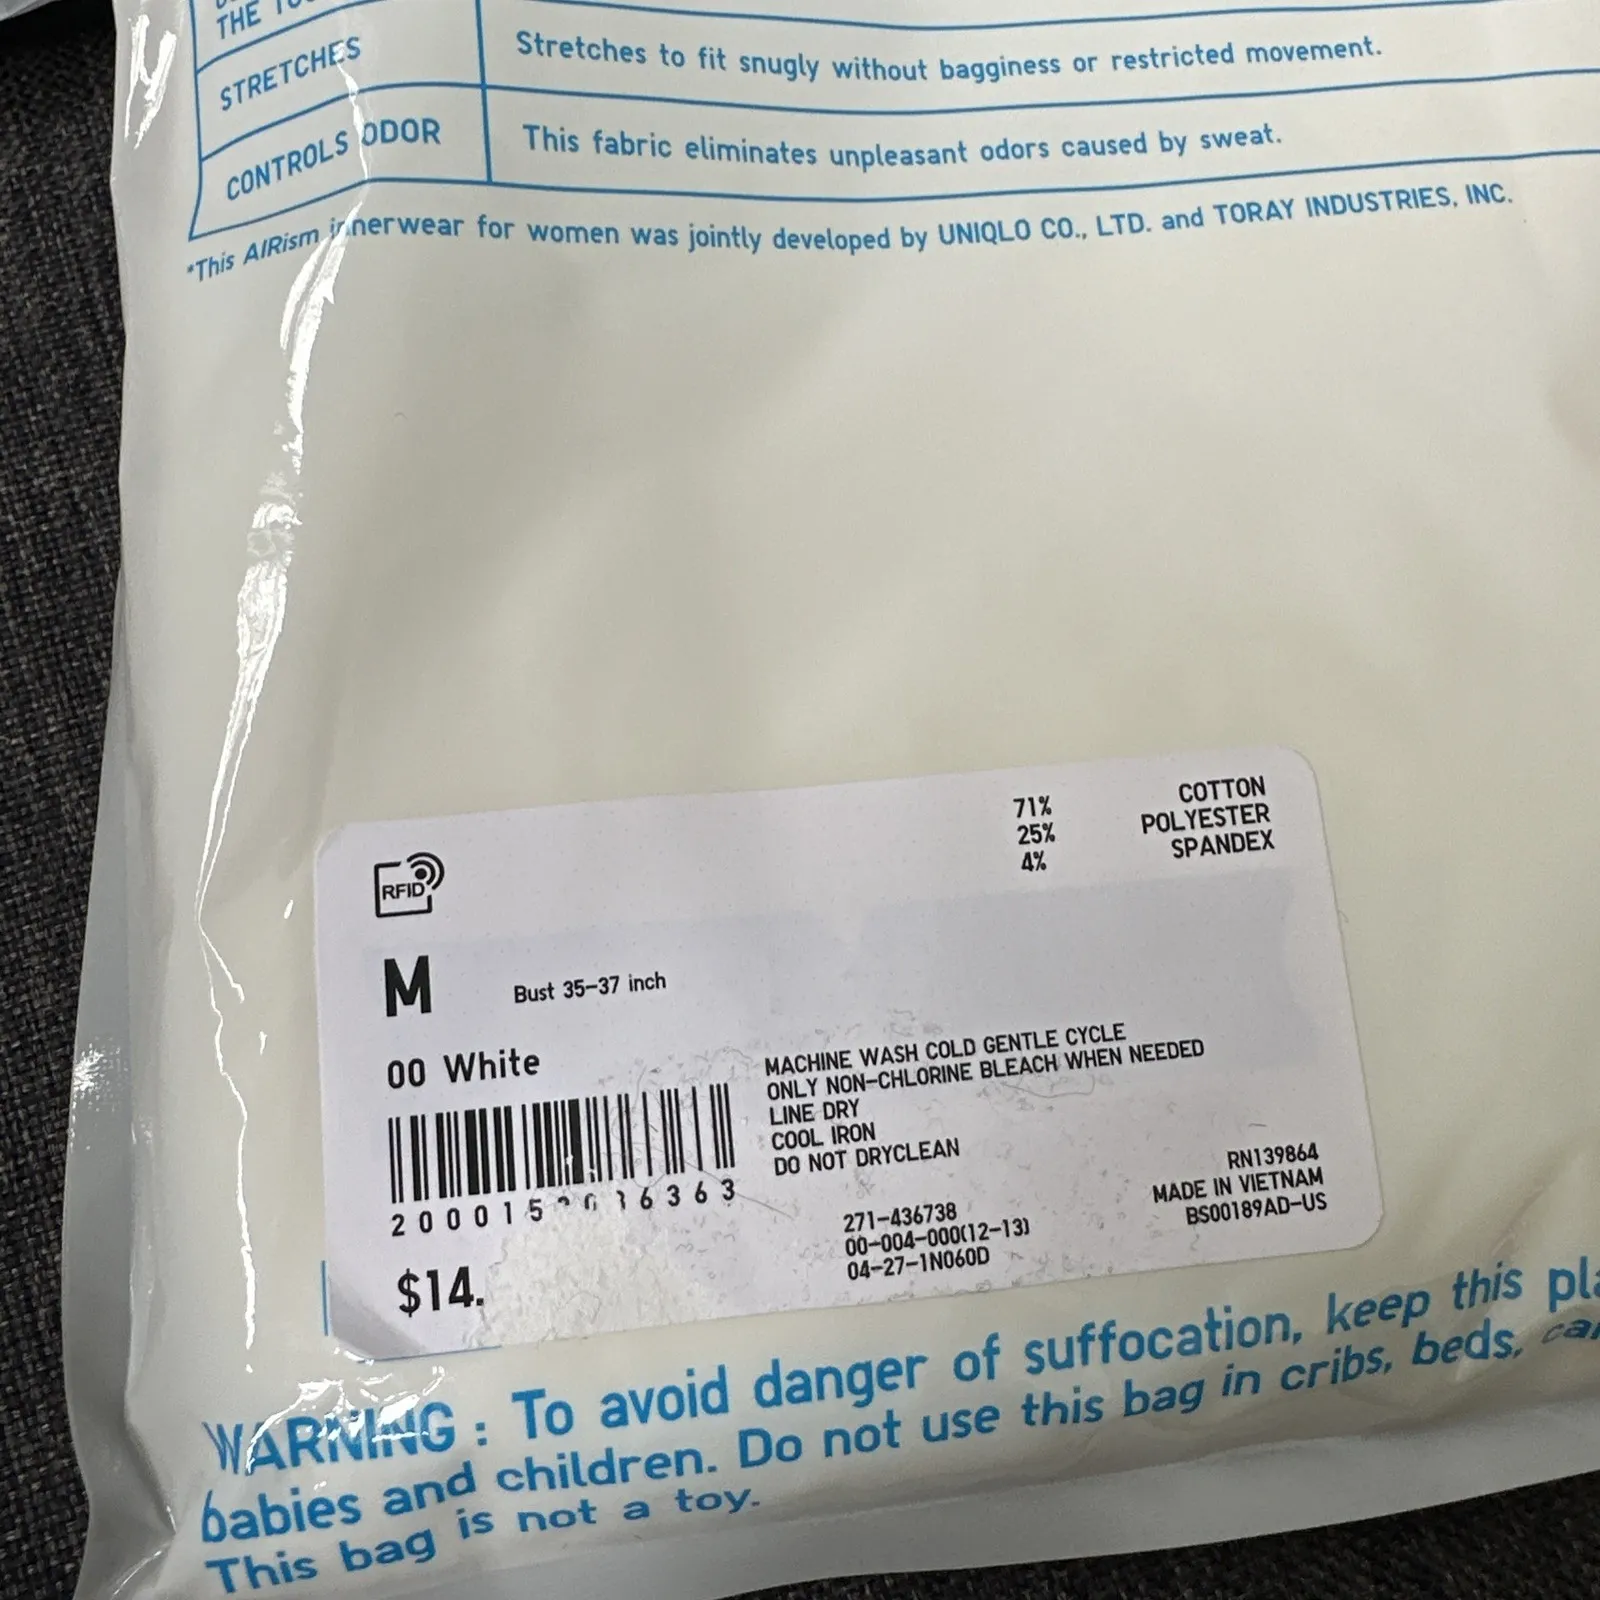 THE
STRETCHES Stretches to fit snugly without bagginess or restricted movement.
CONTROLS ODOR This fabric eliminates unpleasant odors caused by sweat.
*This AIRism innerwear for women was jointly developed by UNIQLO CO., LTD. and TORAY INDUSTRIES, INC.
71% COTTON
25% POLYESTER
4% SPANDEX
RFID
M Bust 35-37 inch
00 White
MACHINE WASH COLD GENTLE CYCLE
ONLY NON-CHLORINE BLEACH WHEN NEEDED
LINE DRY
COOL IRON
DO NOT DRYCLEAN
RN139864
MADE IN VIETNAM
BS00189AD-US
271-436738
00-004-000(12-13)
04-27-1N060D
$14.
WARNING : To avoid danger of suffocation, keep this
babies and children. Do not use this bag in cribs, beds,
This bag is not a toy.